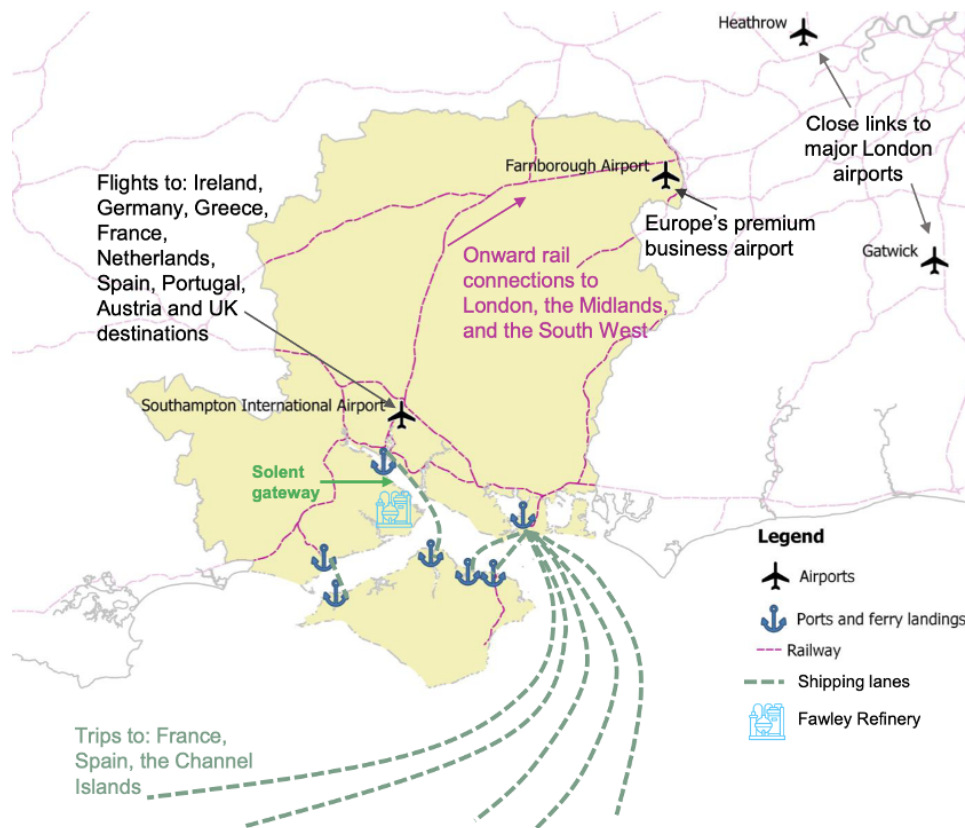 Heathrow
Close links to
major London
airports
Farnborough Airport
Flights to: Ireland,
Germany, Greece,
France,
Netherlands,
Spain, Portugal,
Austria and UK
destinations
Europe's premium
business airport
Gatwick
Onward rail
connections to
London, the Midlands,
and the South West
Southampton International Airport
Solent
gateway
Legend
Airports
Ports and ferry landings
Railway
Shipping lanes
Fawley Refinery
Trips to: France,
Spain, the Channel
Islands